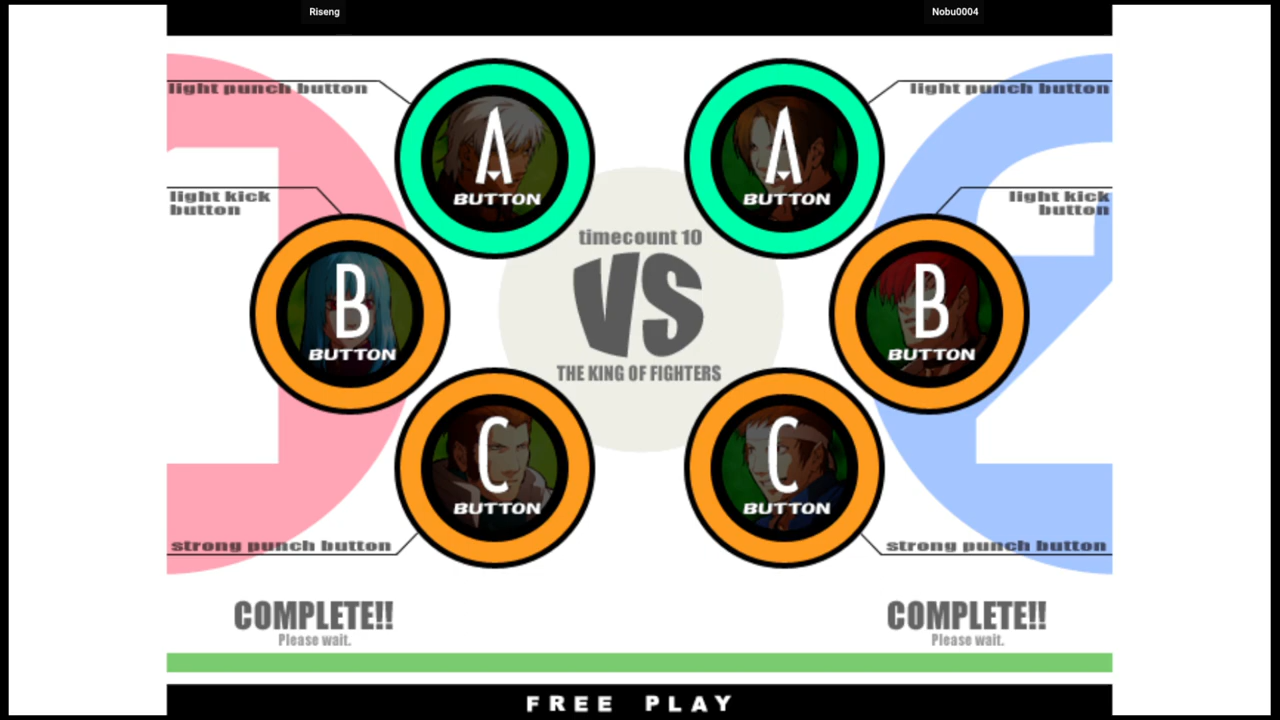 Riseng
Nobu0004
light punch button
light punch button
A
BUTTON
A
BUTTON
light kick
button
light kick
button
timecount 10
VS
THE KING OF FIGHTERS
B
BUTTON
B
BUTTON
C
BUTTON
C
BUTTON
strong punch button
strong punch button
COMPLETE!!
Please wait.
COMPLETE!!
Please wait.
FREE PLAY